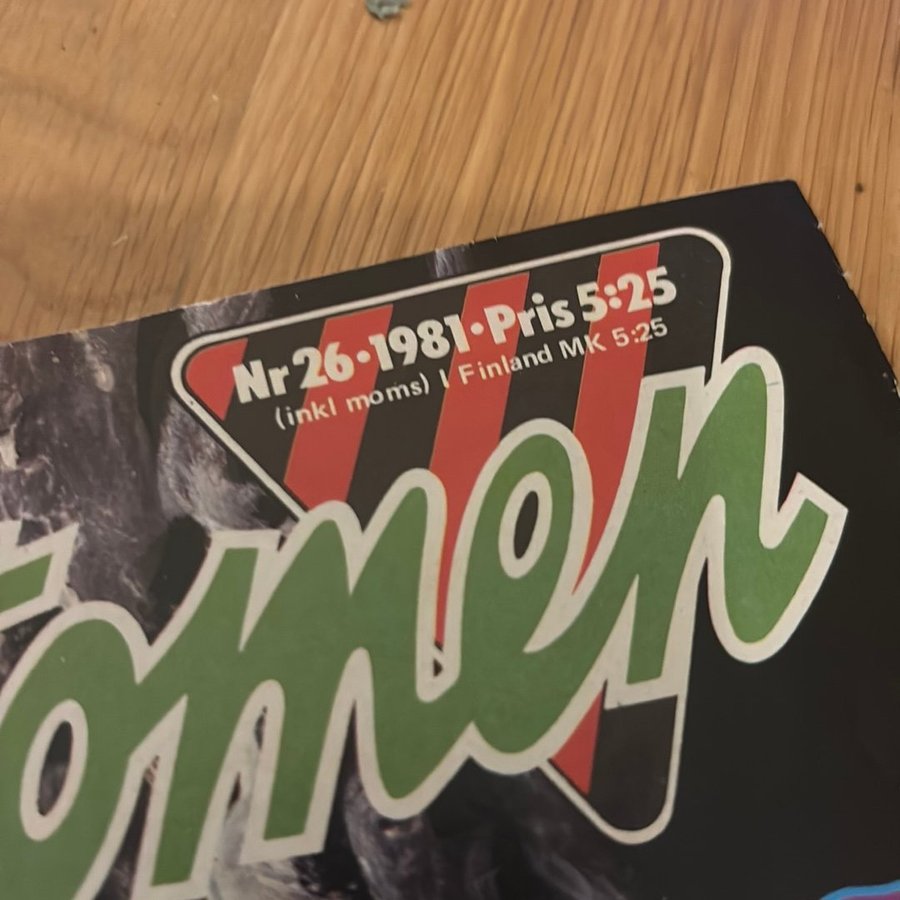 Nr 26•1981•Pris 5:25
(inkl moms) I Finland MK 5:25
omen